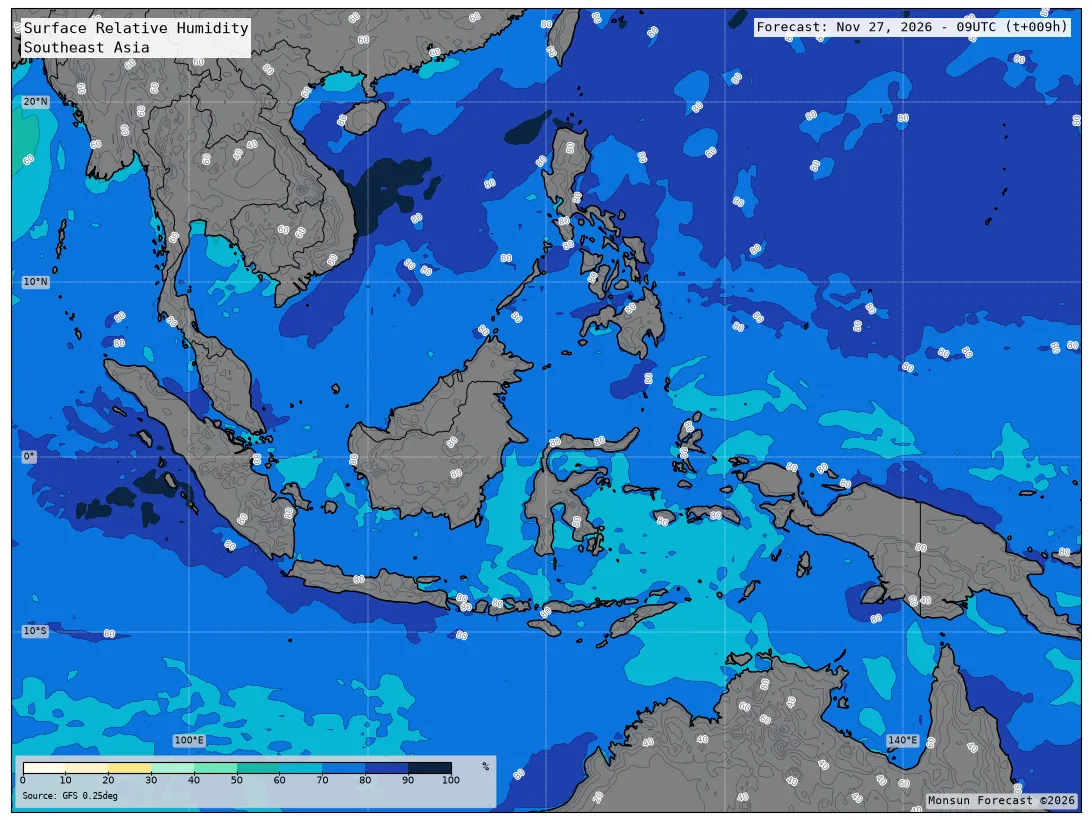 Surface Relative Humidity
Southeast Asia
Forecast: Nov 27, 2026 - 09UTC (t+009h)
20°N
10°N
0°
10°S
100°E
140°E
%
0 10 20 30 40 50 60 70 80 90 100
Source: GFS 0.25deg
Monsun Forecast ©2026